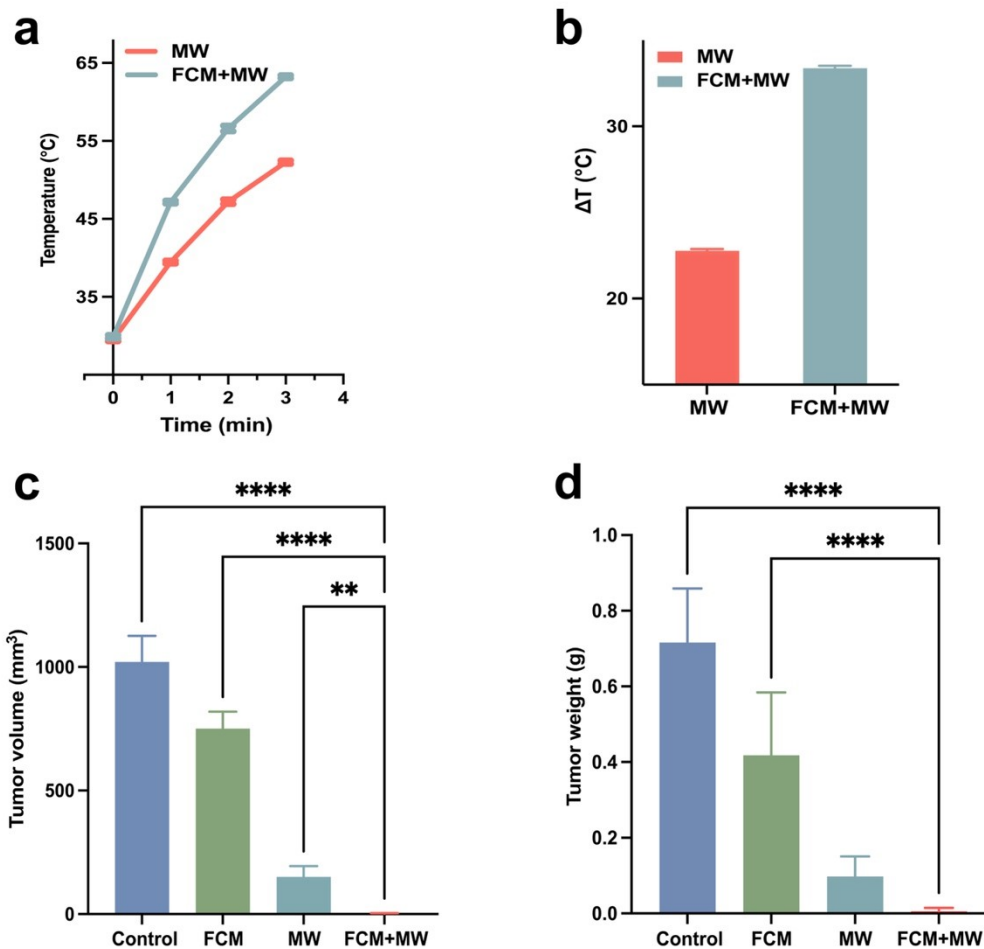 a
MW
FCM+MW
Temperature (°C)
65
55
45
35
0 1 2 3 4
Time (min)
b
MW
FCM+MW
ΔT (°C)
30
20
MW FCM+MW
c
****
****
**
Tumor volume (mm³)
1500
1000
500
0
Control FCM MW FCM+MW
d
****
****
Tumor weight (g)
1.0
0.8
0.6
0.4
0.2
0.0
Control FCM MW FCM+MW